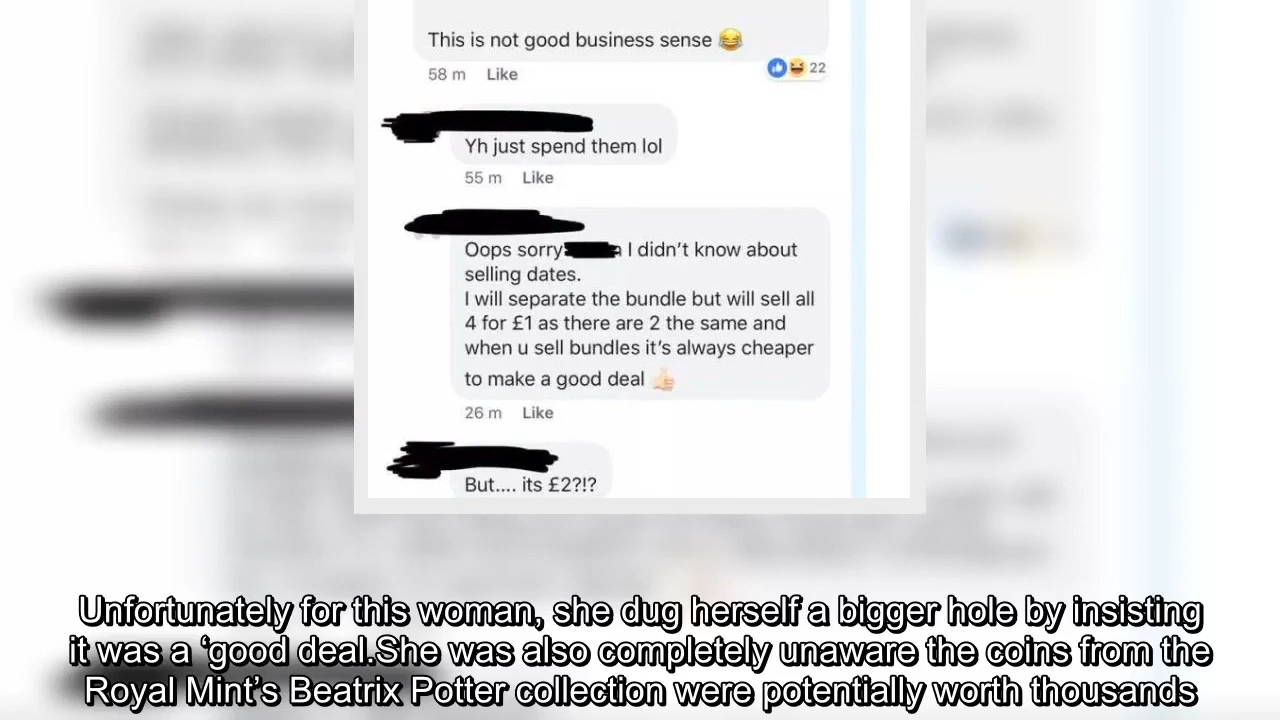 This is not good business sense 😂
58 m Like
22
Yh just spend them lol
55 m Like
Oops sorry I didn't know about
selling dates.
I will separate the bundle but will sell all
4 for £1 as there are 2 the same and
when u sell bundles it's always cheaper
to make a good deal 👍🏻
26 m Like
But.... its £2?!?
Unfortunately for this woman, she dug herself a bigger hole by insisting
it was a ‘good deal.She was also completely unaware the coins from the
Royal Mint’s Beatrix Potter collection were potentially worth thousands